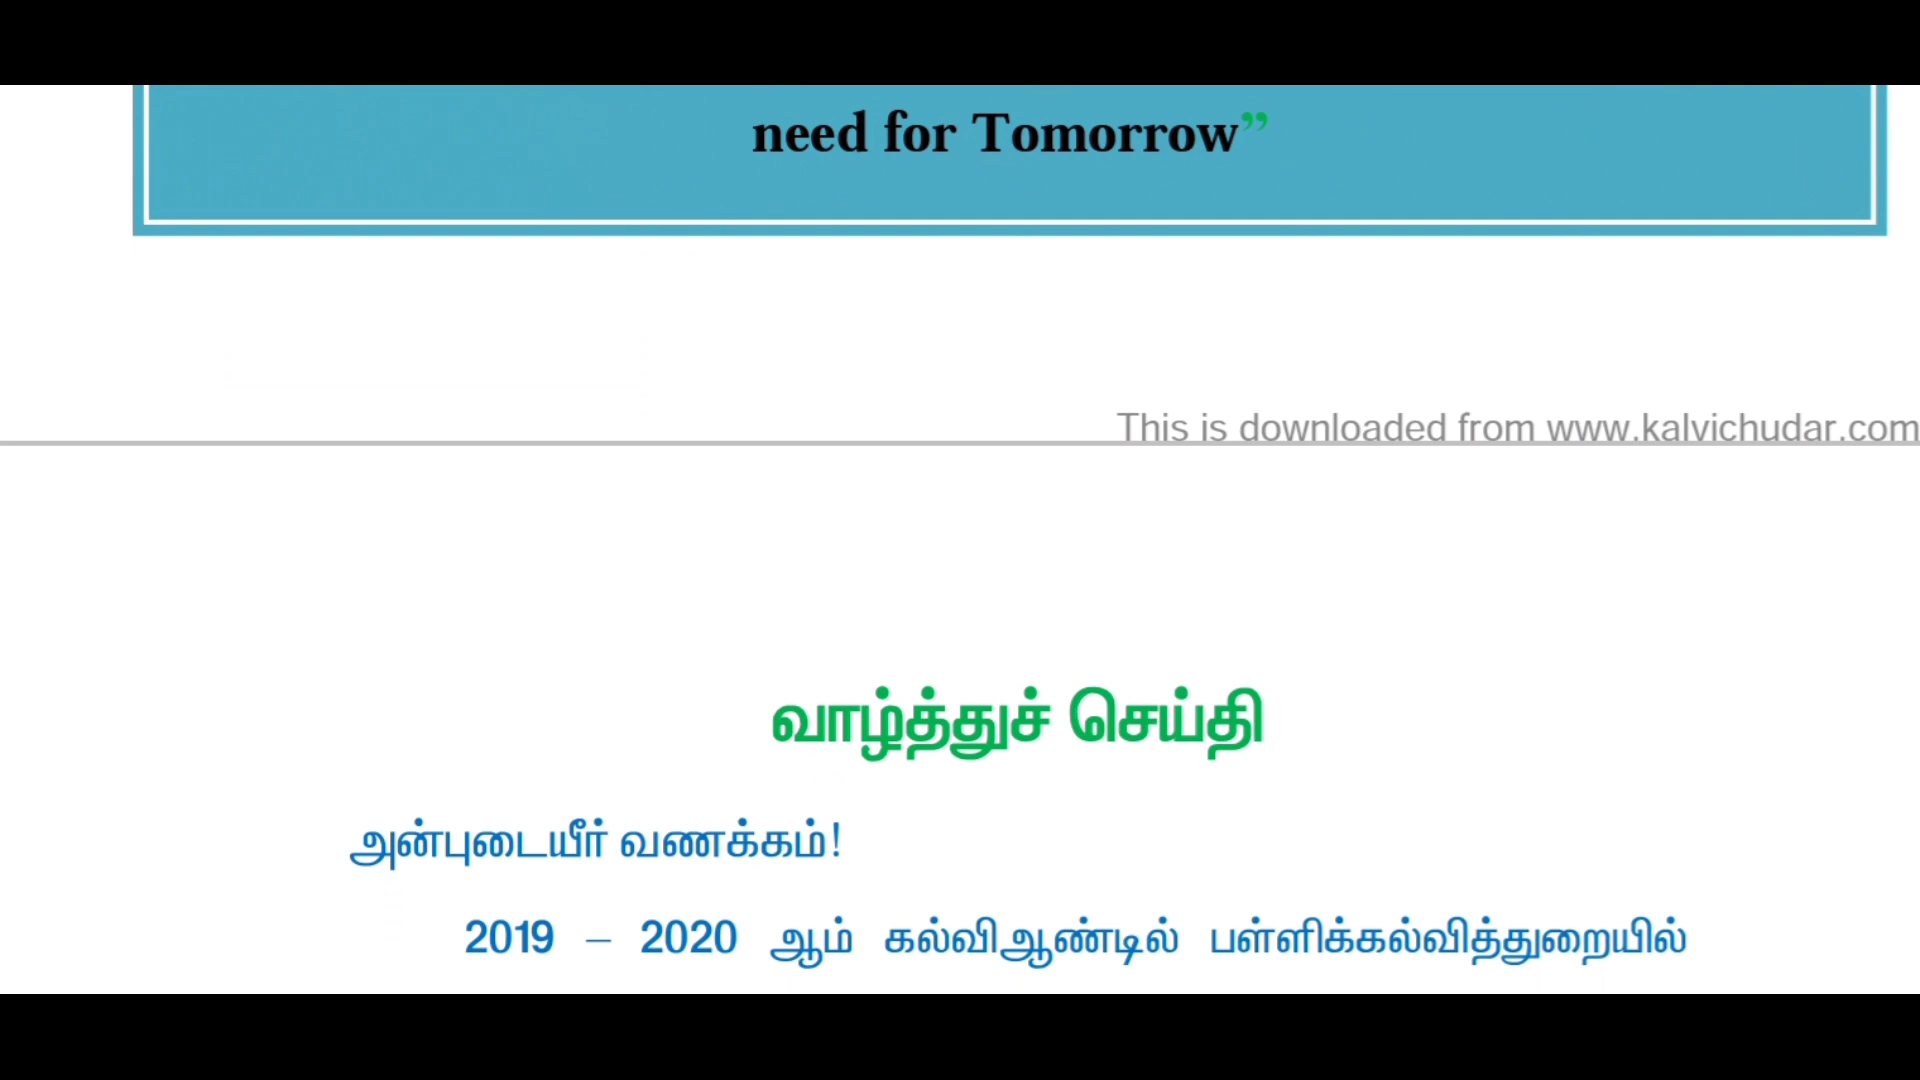 need for Tomorrow”
This is downloaded from www.kalvichudar.com
வாழ்த்துச் செய்தி
அன்புடையீர் வணக்கம்!
2019 – 2020 ஆம் கல்விஆண்டில் பள்ளிக்கல்வித்துறையில்